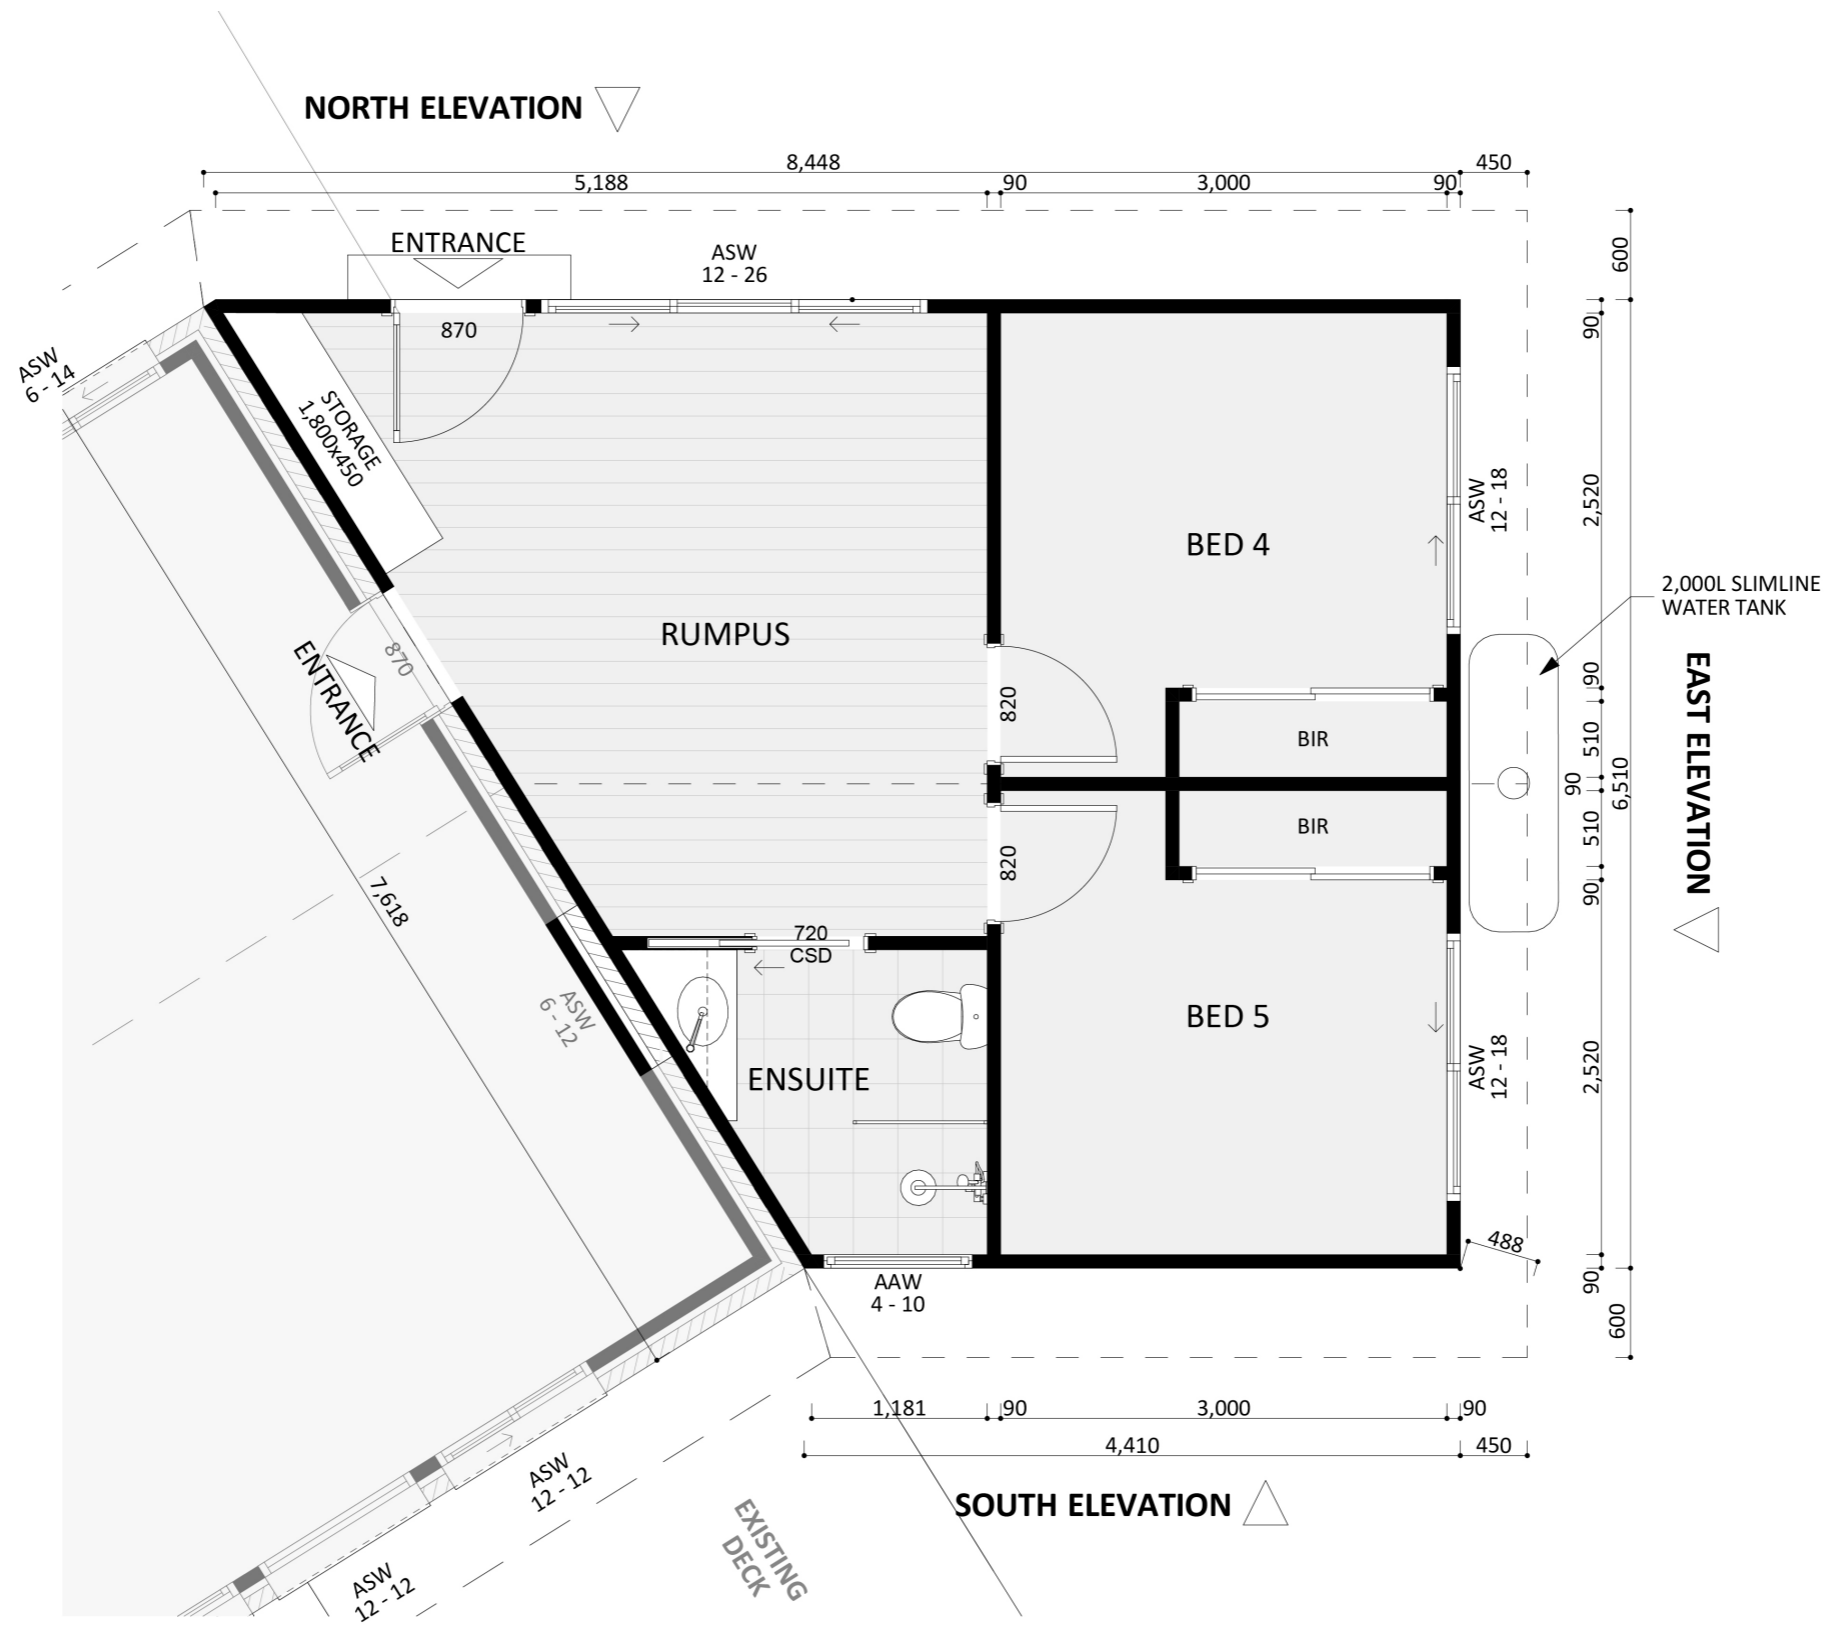 NORTH ELEVATION
8,448
450
5,188
90
3,000
90
ENTRANCE
ASW
12 - 26
600
870
90
ASW
6 - 14
STORAGE
1,800x450
ASW
12 - 18
2,520
BED 4
2,000L SLIMLINE
WATER TANK
RUMPUS
870
ENTRANCE
820
90
BIR
510
EAST ELEVATION
90
6,510
BIR
510
820
90
7,618
720
CSD
ASW
6 - 12
BED 5
ENSUITE
ASW
12 - 18
2,520
488
AAW
4 - 10
90
600
1,181
90
3,000
90
4,410
450
ASW
12 - 12
SOUTH ELEVATION
EXISTING
DECK
ASW
12 - 12